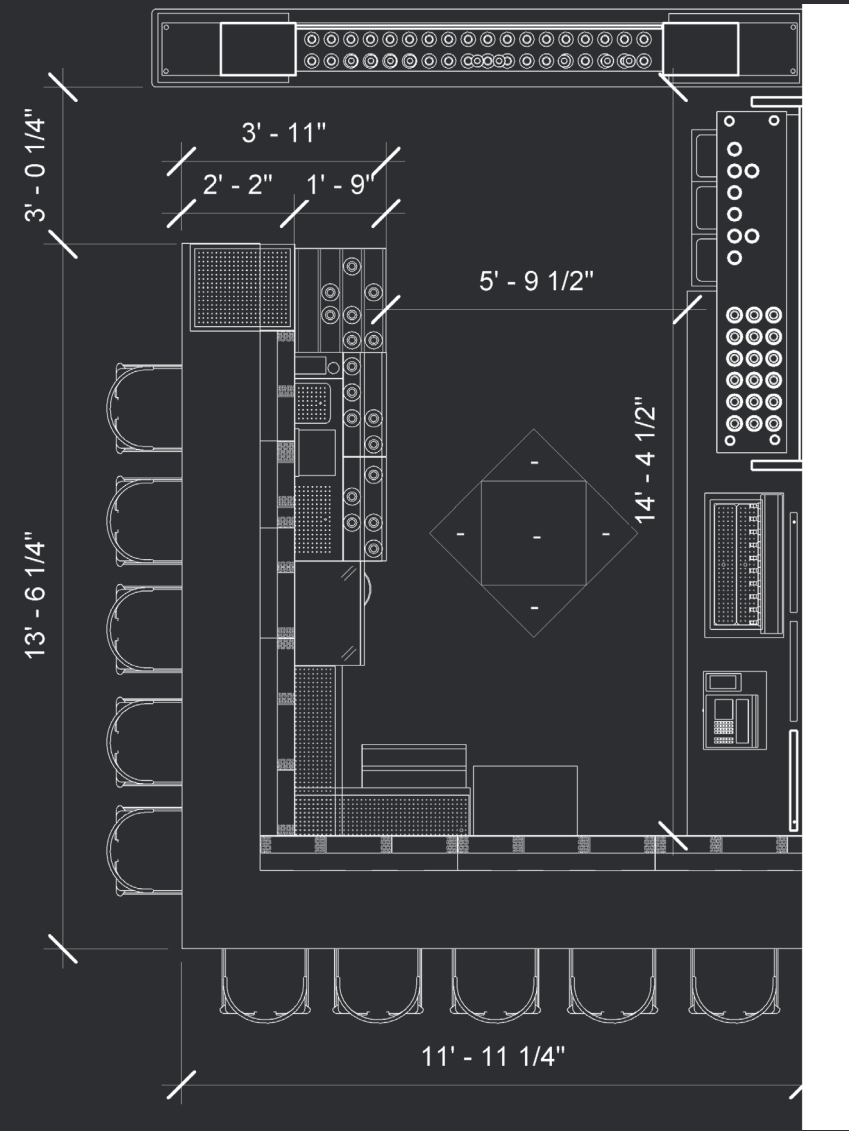 3' - 0 1/4"
3' - 11"
2' - 2"
1' - 9"
5' - 9 1/2"
14' - 4 1/2"
13' - 6 1/4"
11' - 11 1/4"